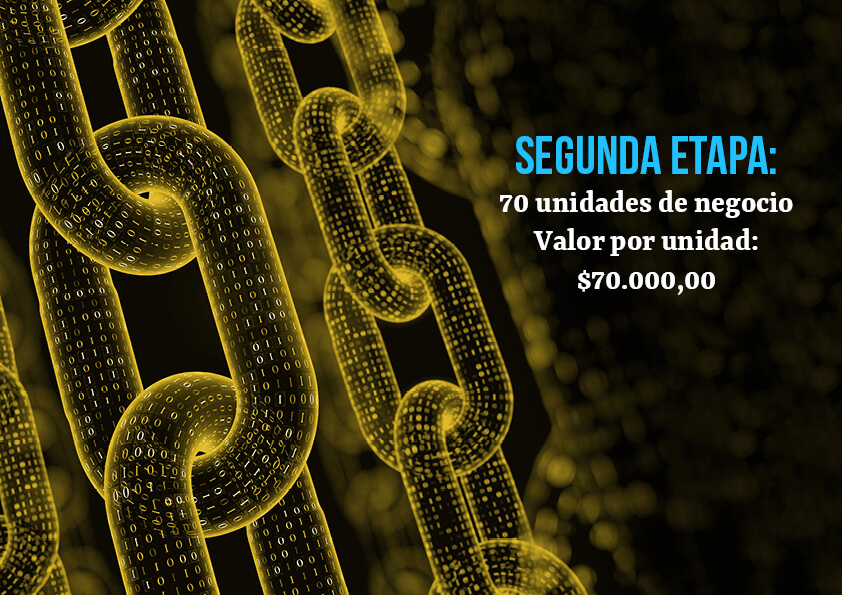 SEGUNDA ETAPA:
70 unidades de negocio
Valor por unidad:
$70.000,00